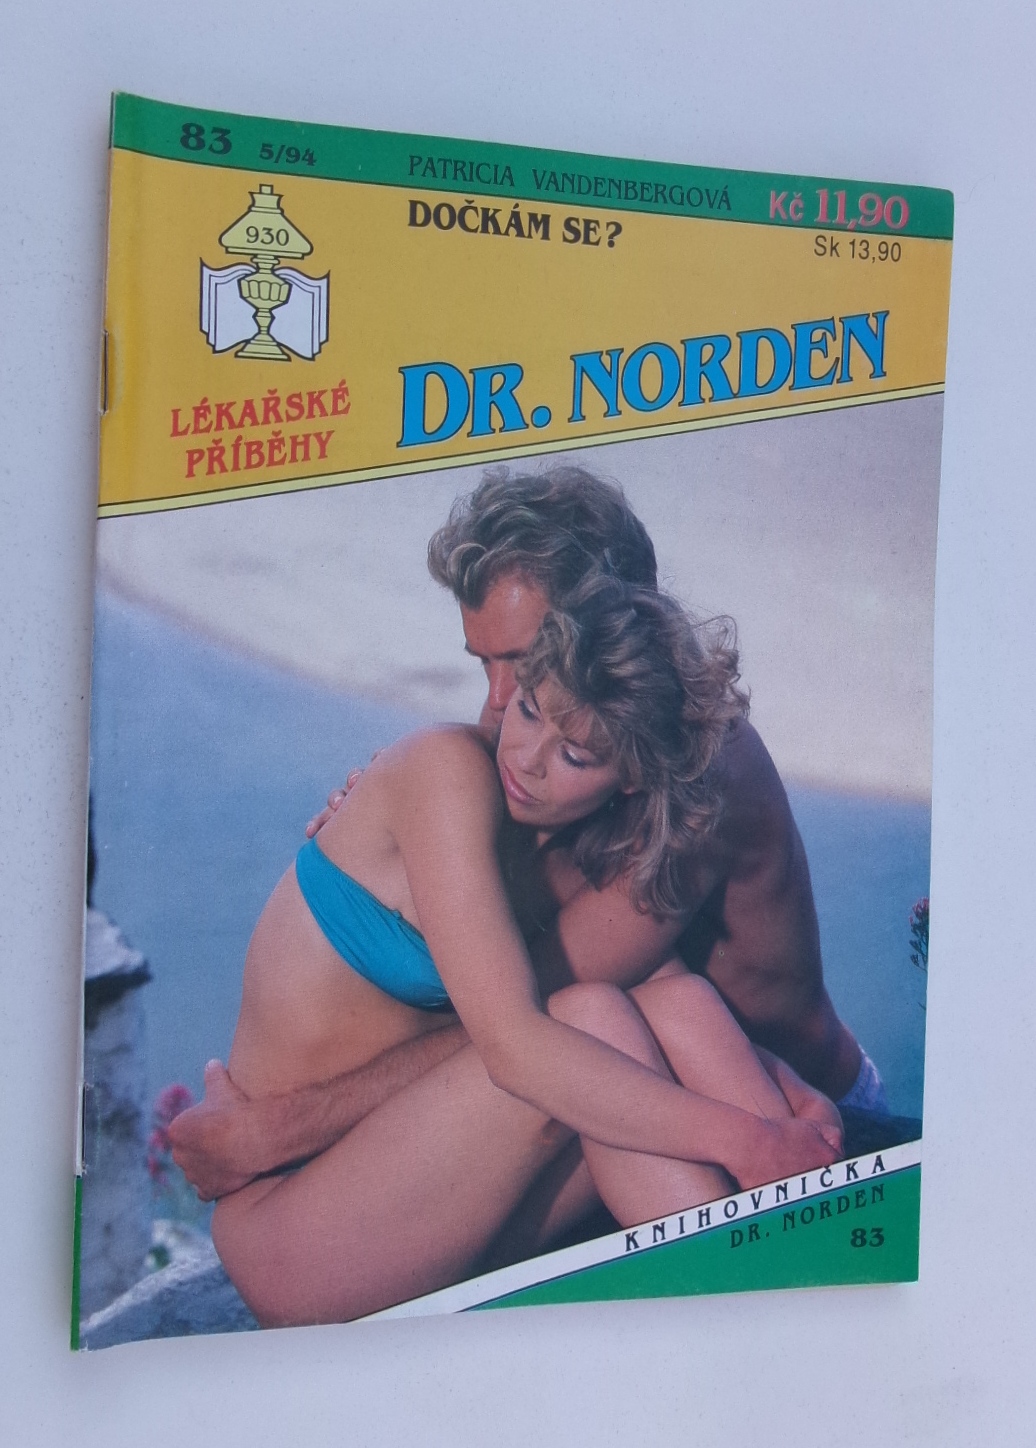 83 5/94
PATRICIA VANDENBERGOVÁ
Kč 11,90
DOČKÁM SE?
Sk 13,90
930
DR. NORDEN
LÉKAŘSKÉ
PŘÍBĚHY
KNIHOVNIČKA
DR. NORDEN
83